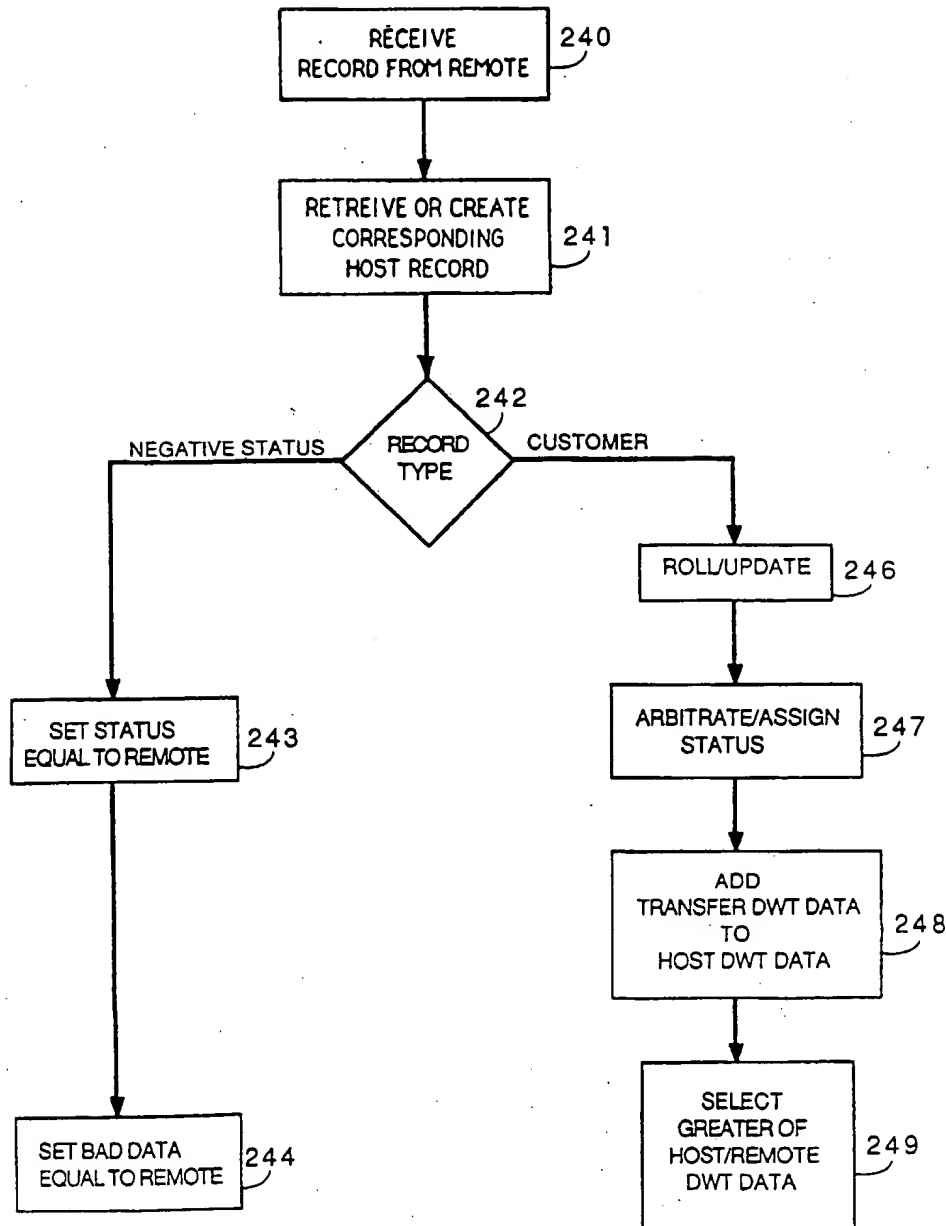 RECEIVE
RECORD FROM REMOTE
240
RETREIVE OR CREATE
CORRESPONDING
HOST RECORD
241
242
NEGATIVE STATUS
RECORD
TYPE
CUSTOMER
ROLL/UPDATE
246
SET STATUS
EQUAL TO REMOTE
243
ARBITRATE/ASSIGN
STATUS
247
ADD
TRANSFER DWT DATA
TO
HOST DWT DATA
248
SET BAD DATA
EQUAL TO REMOTE
244
SELECT
GREATER OF
HOST/REMOTE
DWT DATA
249